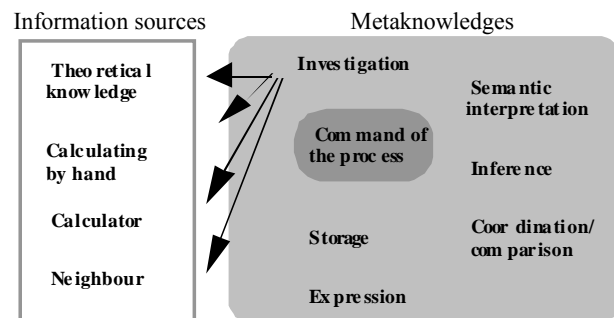 Information sources
Theoretical
knowledge
Calculating
by hand
Calculator
Neighbour
Metaknowledges
Investigation
Command of
the process
Storage
Expression
Semantic
interpretation
Inference
Coordination/
comparison